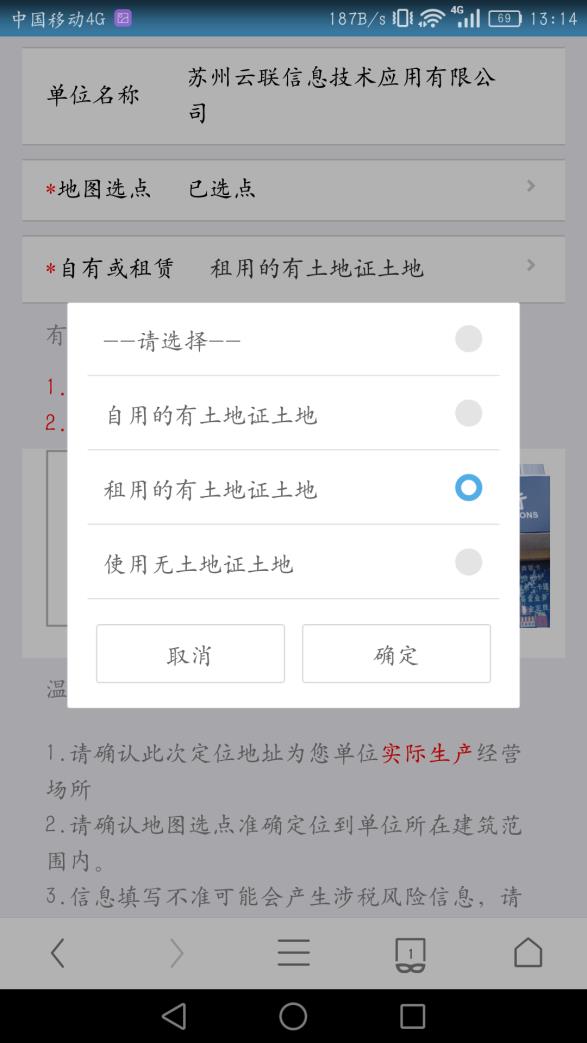 中国移动4G
187B/s
4G
69
13:14
单位名称
苏州云联信息技术应用有限公
司
*地图选点 已选点
*自有或租赁 租用的有土地证土地
有
1.
2.
--请选择--
自用的有土地证土地
租用的有土地证土地
使用无土地证土地
取消
确定
ONS
温
1.请确认此次定位地址为您单位实际生产经营
场所
2.请确认地图选点准确定位到单位所在建筑范
围内。
3.信息填写不准可能会产生涉税风险信息，请
1